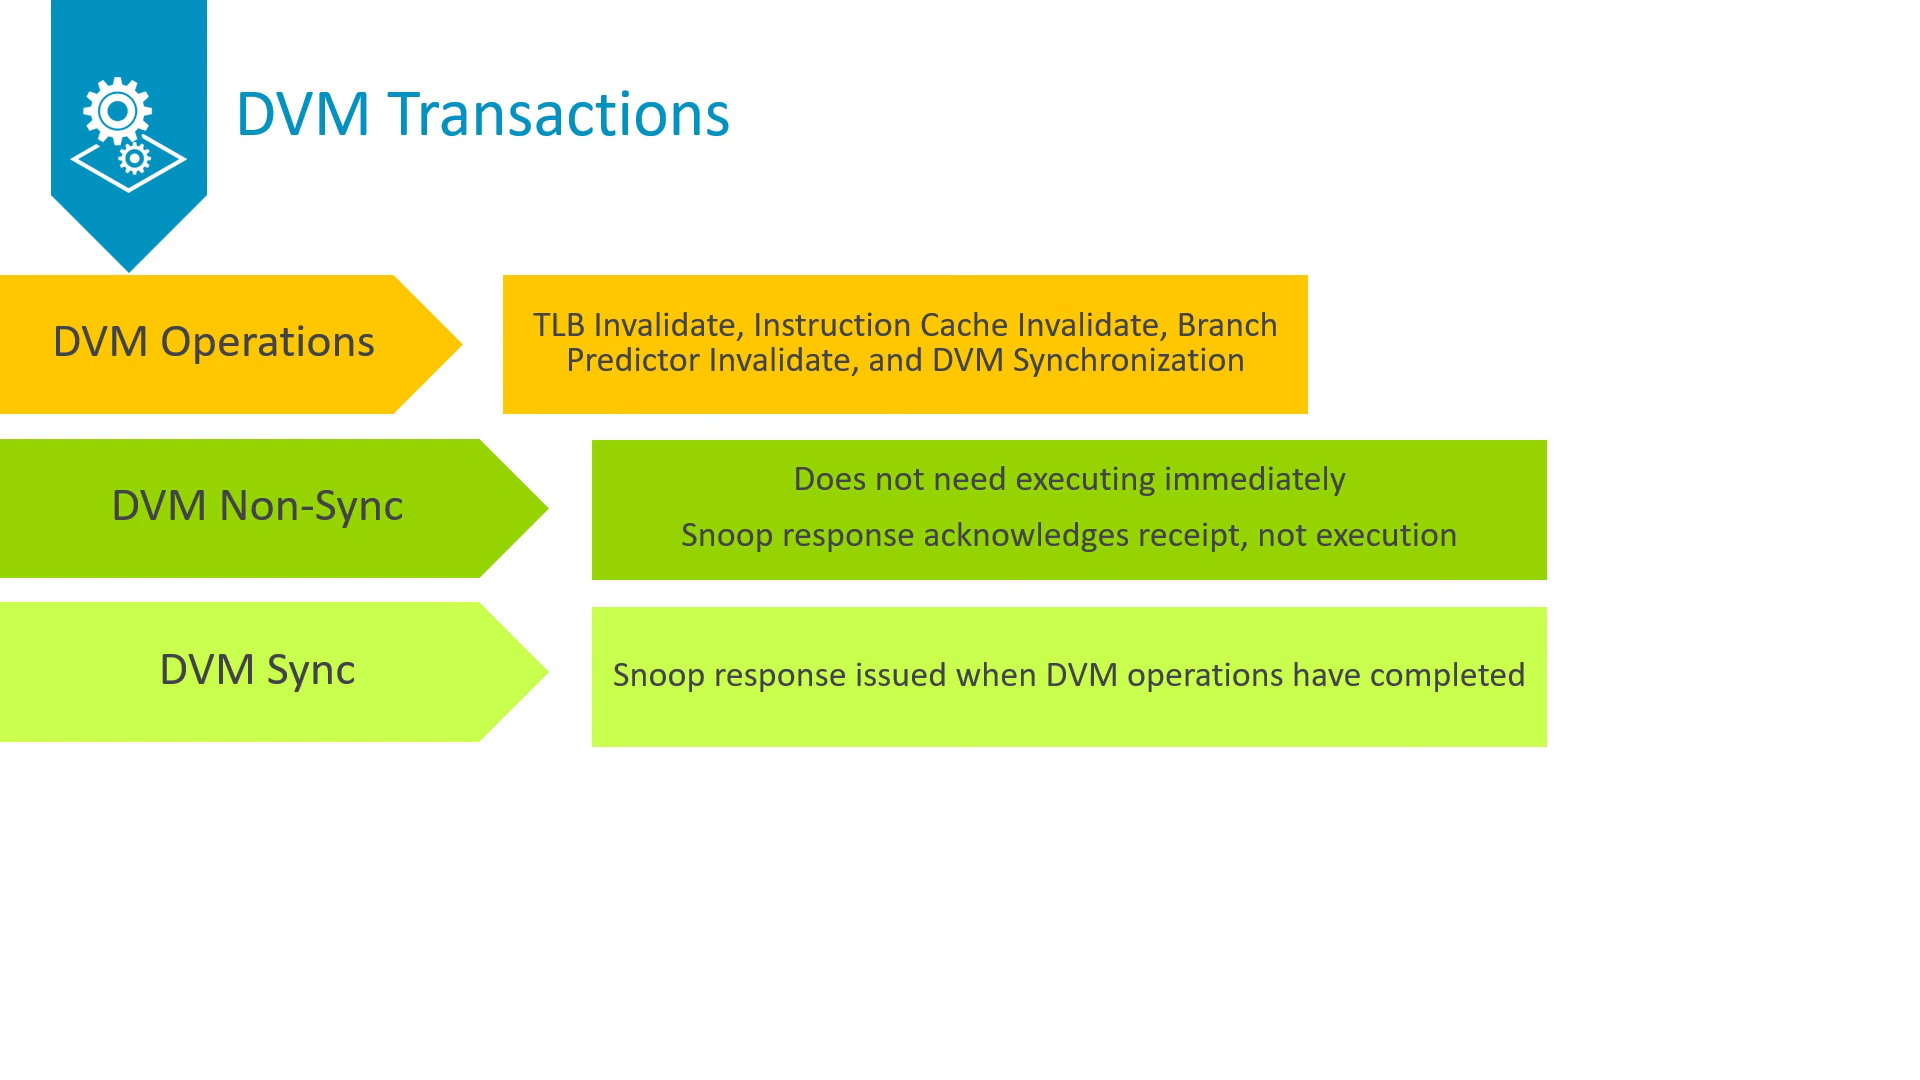 DVM Transactions
DVM Operations
TLB Invalidate, Instruction Cache Invalidate, Branch
Predictor Invalidate, and DVM Synchronization
DVM Non-Sync
Does not need executing immediately
Snoop response acknowledges receipt, not execution
DVM Sync
Snoop response issued when DVM operations have completed